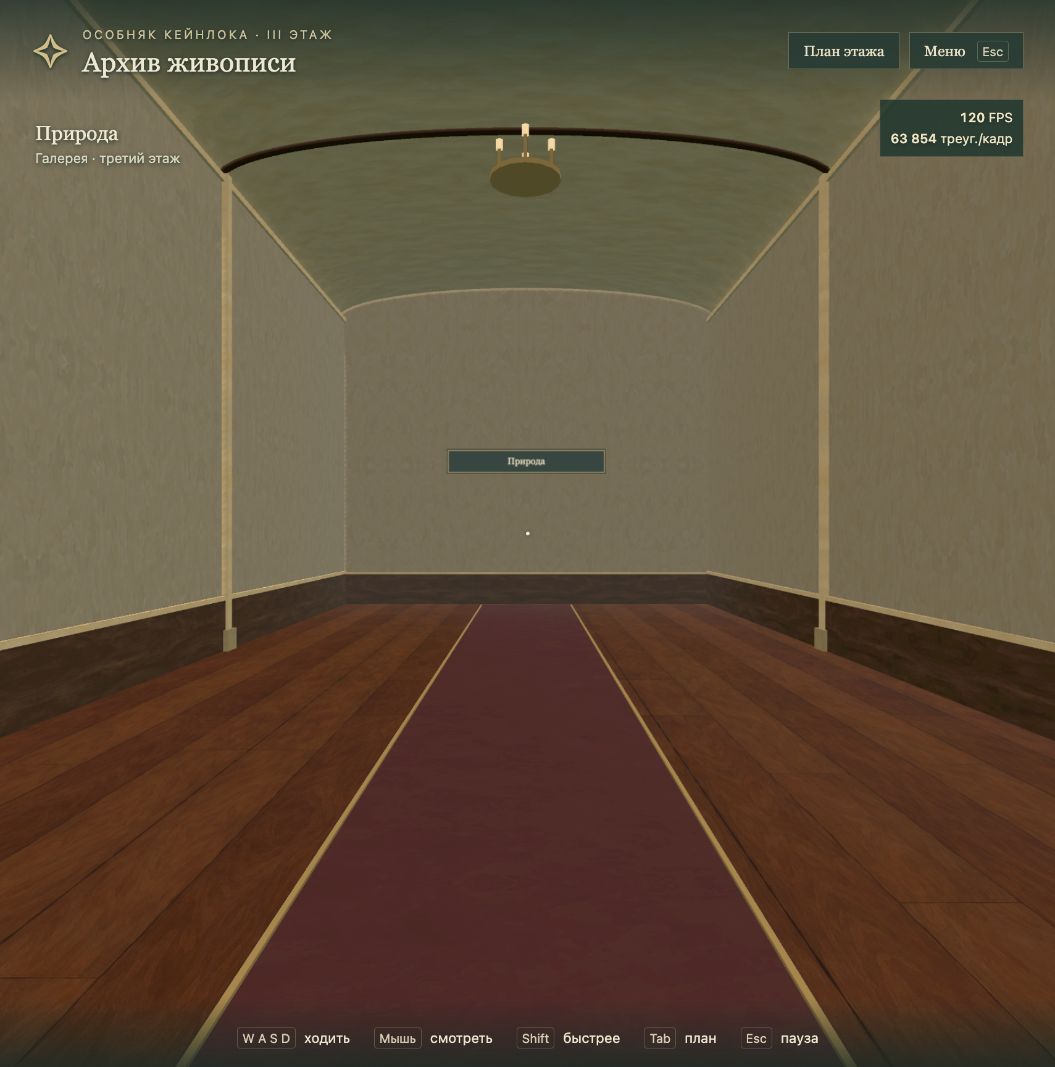 ОСОБНЯК КЕЙНЛОКА · III ЭТАЖ
Архив живописи
План этажа
Меню Esc
120 FPS
63 854 треуг./кадр
Природа
Галерея · третий этаж
Природа
W A S D ходить Мышь смотреть Shift быстрее Tab план Esc пауза